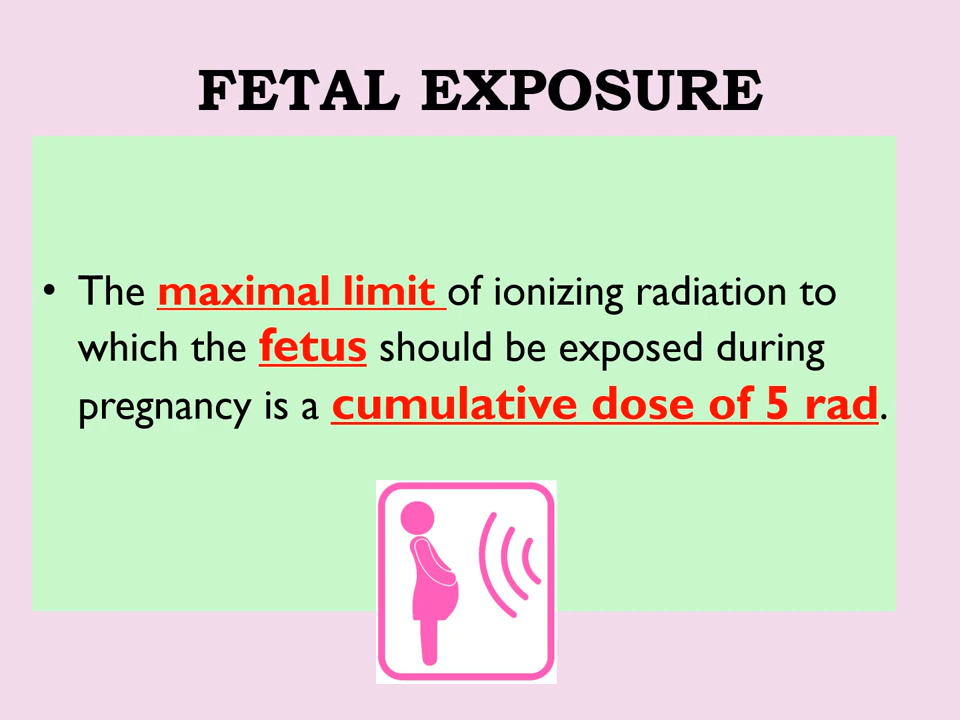 FETAL EXPOSURE
• The maximal limit of ionizing radiation to
which the fetus should be exposed during
pregnancy is a cumulative dose of 5 rad.